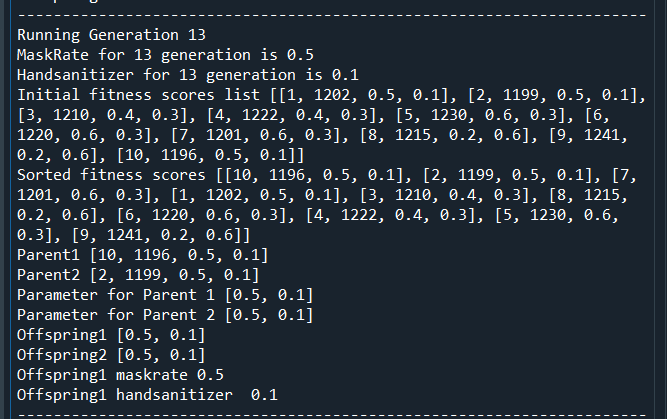 Running Generation 13
MaskRate for 13 generation is 0.5
Handsanitizer for 13 generation is 0.1
Initial fitness scores list [[1, 1202, 0.5, 0.1], [2, 1199, 0.5, 0.1],
[3, 1210, 0.4, 0.3], [4, 1222, 0.4, 0.3], [5, 1230, 0.6, 0.3], [6,
1220, 0.6, 0.3], [7, 1201, 0.6, 0.3], [8, 1215, 0.2, 0.6], [9, 1241,
0.2, 0.6], [10, 1196, 0.5, 0.1]]
Sorted fitness scores [[10, 1196, 0.5, 0.1], [2, 1199, 0.5, 0.1], [7,
1201, 0.6, 0.3], [1, 1202, 0.5, 0.1], [3, 1210, 0.4, 0.3], [8, 1215,
0.2, 0.6], [6, 1220, 0.6, 0.3], [4, 1222, 0.4, 0.3], [5, 1230, 0.6,
0.3], [9, 1241, 0.2, 0.6]]
Parent1 [10, 1196, 0.5, 0.1]
Parent2 [2, 1199, 0.5, 0.1]
Parameter for Parent 1 [0.5, 0.1]
Parameter for Parent 2 [0.5, 0.1]
Offspring1 [0.5, 0.1]
Offspring2 [0.5, 0.1]
Offspring1 maskrate 0.5
Offspring1 handsanitizer  0.1